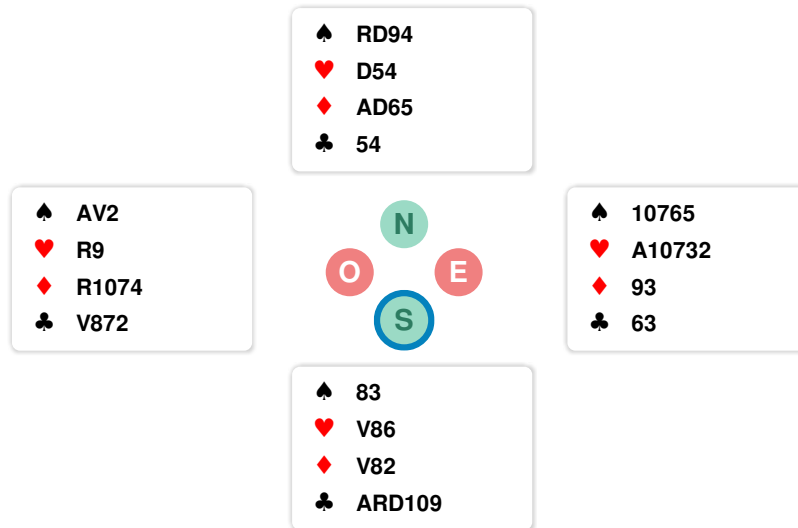 ♠ RD94
♥ D54
♦ AD65
♣ 54
♠ AV2
♥ R9
♦ R1074
♣ V872
N
O E
S
♠ 10765
♥ A10732
♦ 93
♣ 63
♠ 83
♥ V86
♦ V82
♣ ARD109